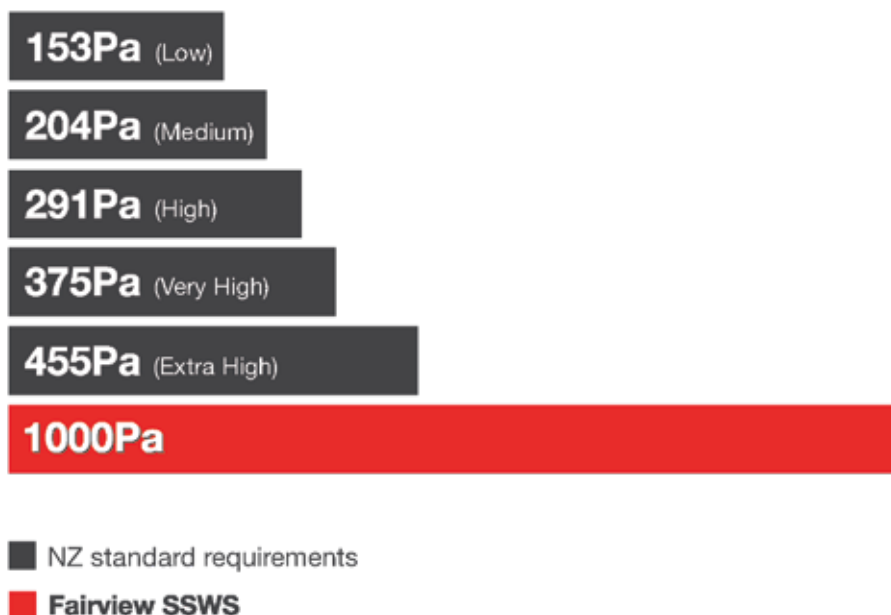 153Pa (Low)
204Pa (Medium)
291Pa (High)
375Pa (Very High)
455Pa (Extra High)
1000Pa
NZ standard requirements
Fairview SSWS